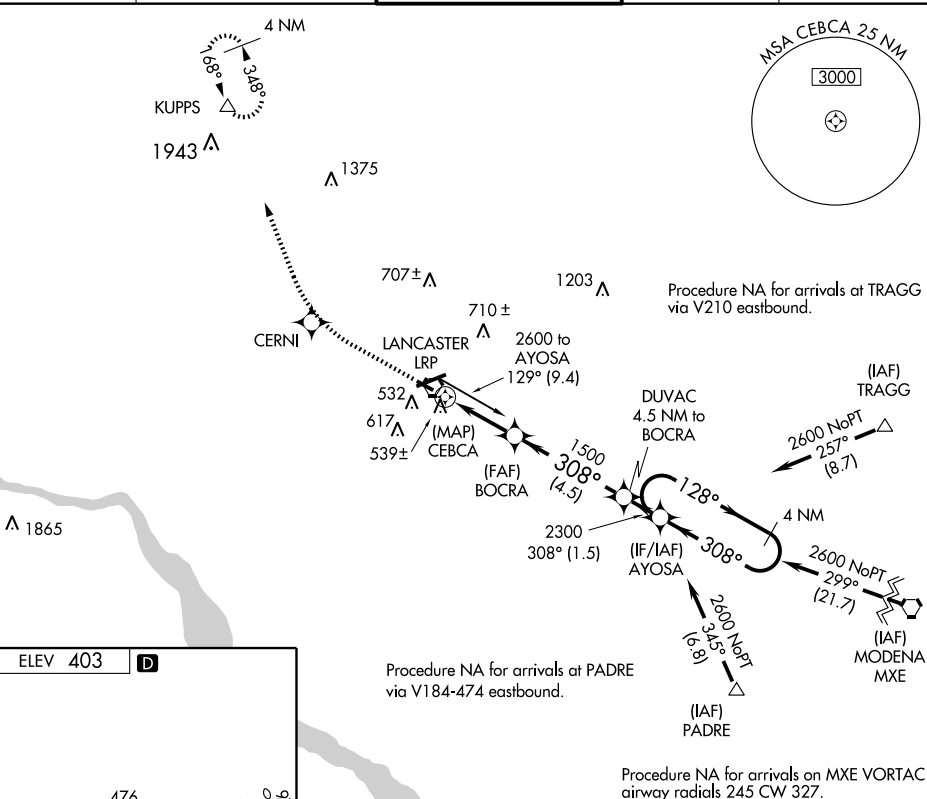 4 NM
168°
348°
KUPPS
1943
1375
MSA CEBCA 25 NM
3000
707±
1203
710 ±
Procedure NA for arrivals at TRAGG
via V210 eastbound.
CERNI
LANCASTER
LRP
2600 to
AYOSA
129° (9.4)
(IAF)
TRAGG
532
617
539±
(MAP)
CEBCA
DUVAC
4.5 NM to
BOCRA
2600 NoPT
257°
(8.7)
(FAF)
BOCRA
1500
308°
(4.5)
128°
4 NM
1865
2300
308° (1.5)
(IF/IAF)
AYOSA
308°
2600 NoPT
299°
(21.7)
(IAF)
MODENA
MXE
2600 NoPT
345°
(6.8)
ELEV 403
D
Procedure NA for arrivals at PADRE
via V184-474 eastbound.
(IAF)
PADRE
Procedure NA for arrivals on MXE VORTAC
airway radials 245 CW 327.
476